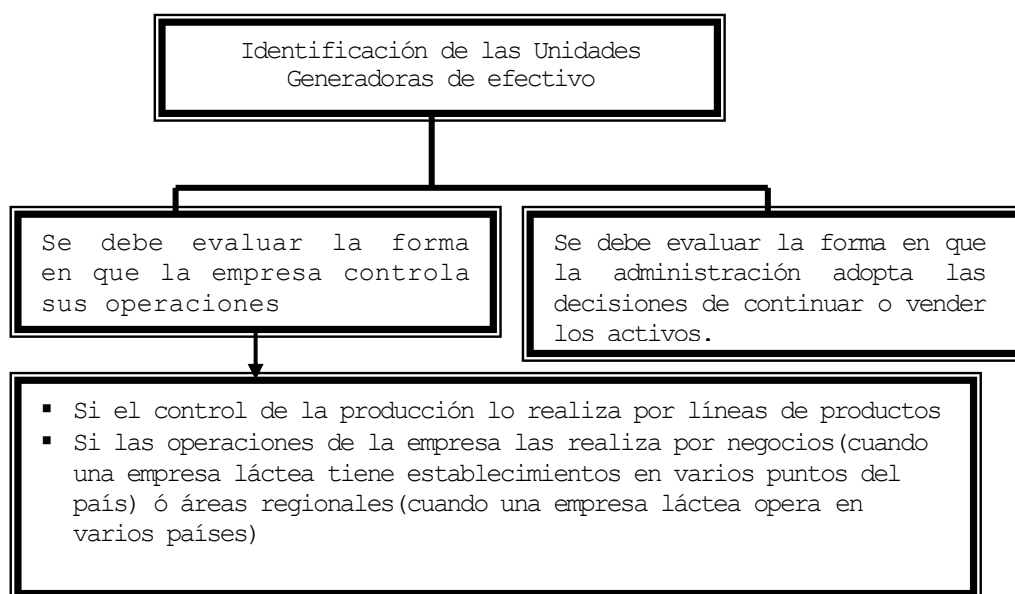 Identificación de las Unidades
Generadoras de efectivo
Se debe evaluar la forma
en que la empresa controla
sus operaciones
Se debe evaluar la forma en que
la administración adopta las
decisiones de continuar o vender
los activos.
▪ Si el control de la producción lo realiza por líneas de productos
▪ Si las operaciones de la empresa las realiza por negocios(cuando
una empresa láctea tiene establecimientos en varios puntos del
país) ó áreas regionales(cuando una empresa láctea opera en
varios países)